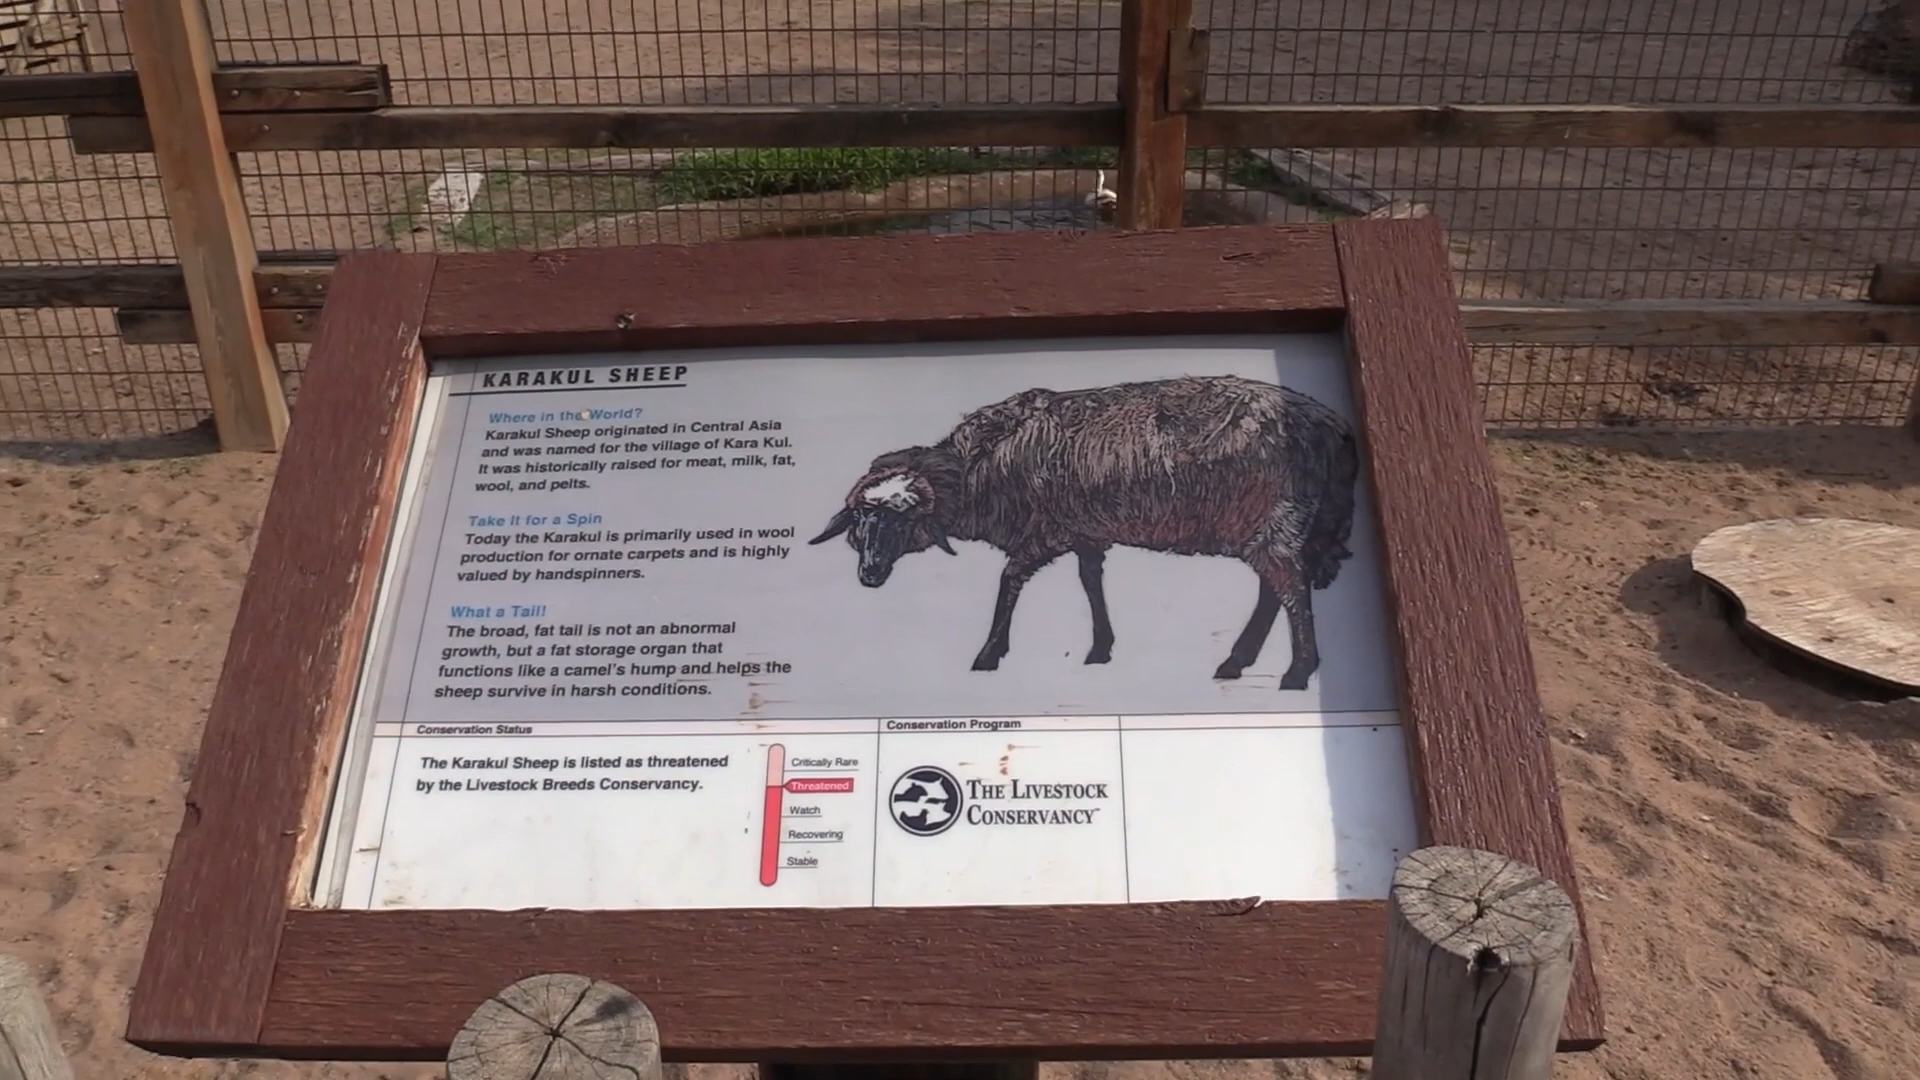 KARAKUL SHEEP
Where in the World?
Karakul Sheep originated in Central Asia
and was named for the village of Kara Kul.
It was historically raised for meat, milk, fat,
wool, and pelts.
Take It for a Spin
Today the Karakul is primarily used in wool
production for ornate carpets and is highly
valued by handspinners.
What a Tail!
The broad, fat tail is not an abnormal
growth, but a fat storage organ that
functions like a camel's hump and helps the
sheep survive in harsh conditions.
Conservation Status
The Karakul Sheep is listed as threatened
by the Livestock Breeds Conservancy.
Critically Rare
Threatened
Watch
Recovering
Stable
Conservation Program
THE LIVESTOCK
CONSERVANCY™